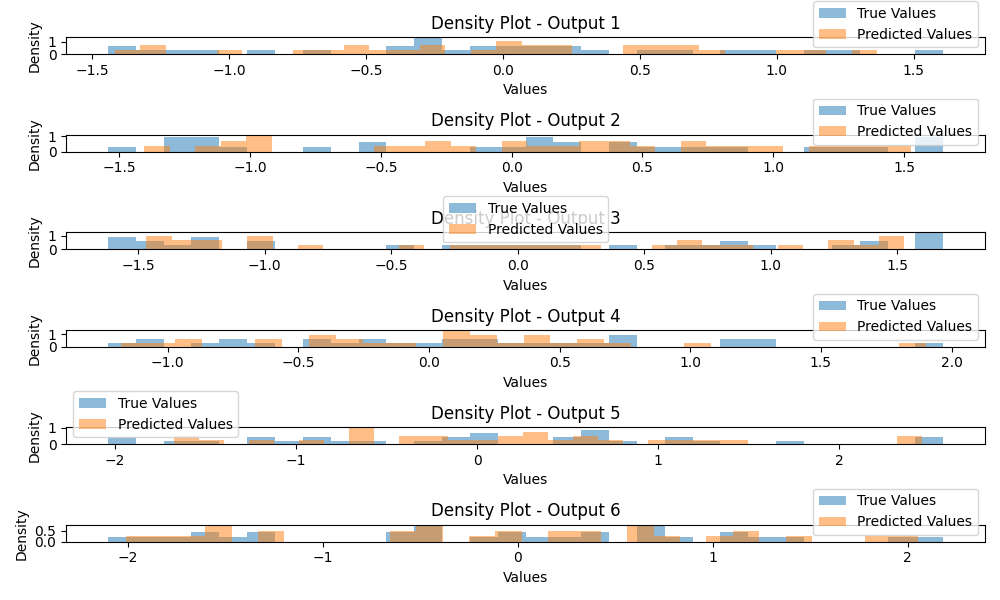 Density Plot - Output 1
True Values
Predicted Values
Density
1
0
−1.5 −1.0 −0.5 0.0 0.5 1.0 1.5
Values
Density Plot - Output 2
True Values
Predicted Values
Density
1
0
−1.5 −1.0 −0.5 0.0 0.5 1.0 1.5
Values
Density Plot - Output 3
True Values
Predicted Values
Density
1
0
−1.5 −1.0 −0.5 0.0 0.5 1.0 1.5
Values
Density Plot - Output 4
True Values
Predicted Values
Density
1
0
−1.0 −0.5 0.0 0.5 1.0 1.5 2.0
Values
Density Plot - Output 5
True Values
Predicted Values
Density
1
0
−2 −1 0 1 2
Values
Density Plot - Output 6
True Values
Predicted Values
Density
0.5
0.0
−2 −1 0 1 2
Values